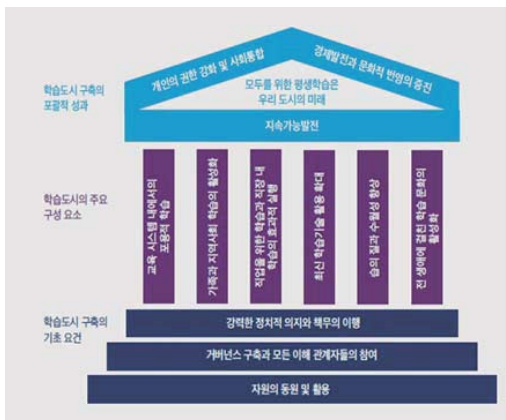 개인의 권한 강화 및 사회통합
경제발전과 문화적 번영의 증진
학습도시 구축의
포괄적 성과
모두를 위한 평생학습은
우리 도시의 미래
지속가능발전
학습도시의 주요
구성 요소
교육 시스템 내에서의
포용적 학습
가족과 지역사회 학습의 활성화
직업을 위한 학습과 직장 내
학습의 효과적 실행
최신 학습기술 활용 확대
습의 질과 수월성 향상
전 생애에 걸친 학습 문화의
활성화
학습도시 구축의
기초 요건
강력한 정치적 의지와 책무의 이행
거버넌스 구축과 모든 이해 관계자들의 참여
자원의 동원 및 활용